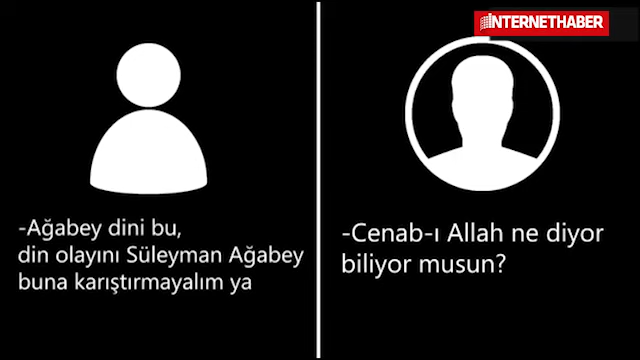 İNTERNETHABER
-Ağabey dini bu,
din olayını Süleyman Ağabey
buna karıştırmayalım ya
-Cenab-ı Allah ne diyor
biliyor musun?